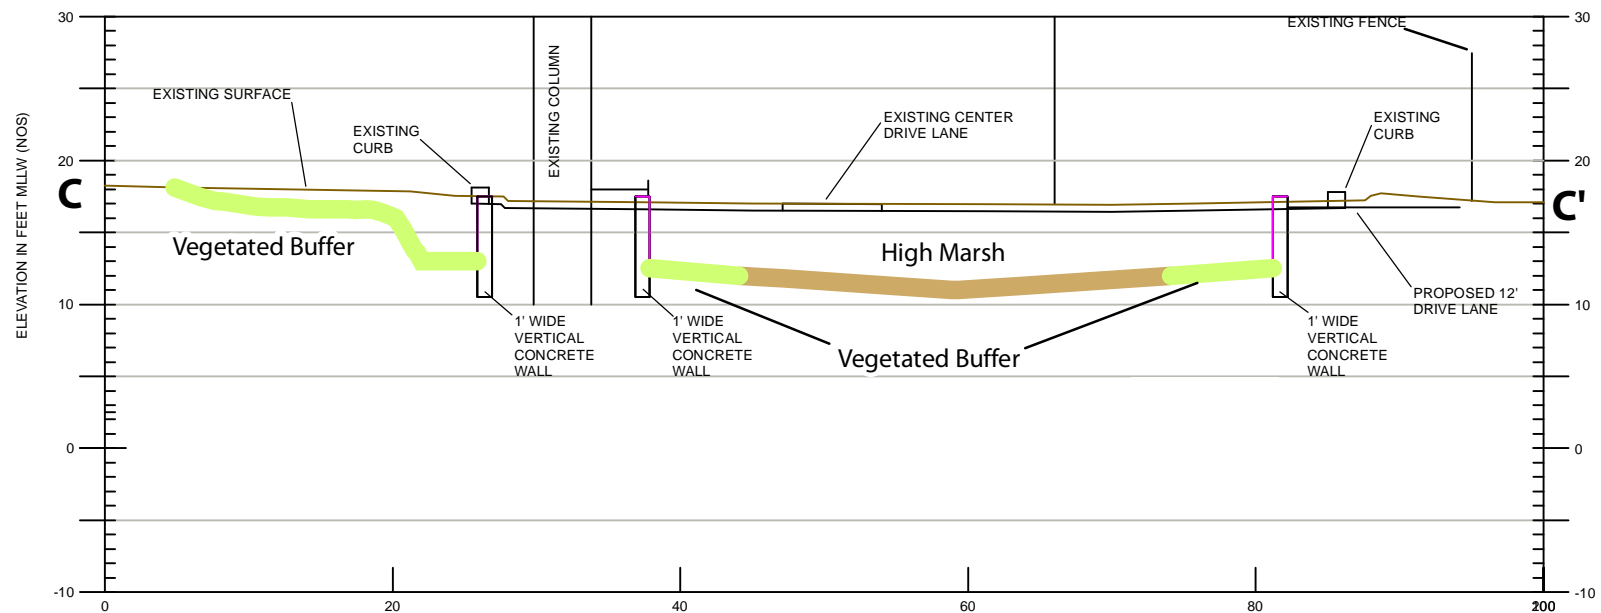 30
EXISTING FENCE
30
EXISTING COLUMN
EXISTING SURFACE
EXISTING
CURB
EXISTING CENTER
DRIVE LANE
EXISTING
CURB
ELEVATION IN FEET MLLW (NOS)
20
20
C
C'
Vegetated Buffer
High Marsh
10
10
PROPOSED 12'
DRIVE LANE
1' WIDE
VERTICAL
CONCRETE
WALL
1' WIDE
VERTICAL
CONCRETE
WALL
Vegetated Buffer
1' WIDE
VERTICAL
CONCRETE
WALL
0
0
-10
-10
0
20
40
60
80